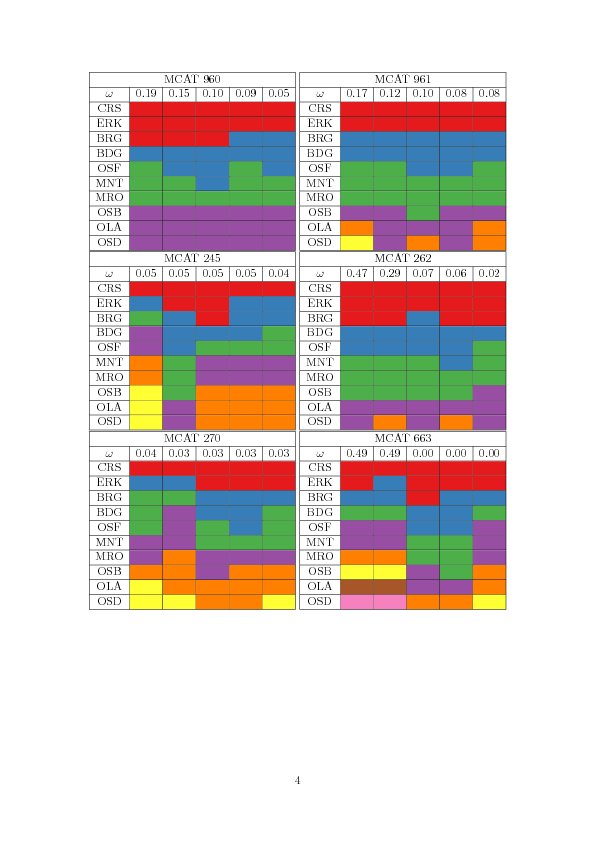 MCAT 960
ω 0.19 0.15 0.10 0.09 0.05
CRS
ERK
BRG
BDG
OSF
MNT
MRO
OSB
OLA
OSD
MCAT 961
ω 0.17 0.12 0.10 0.08 0.08
CRS
ERK
BRG
BDG
OSF
MNT
MRO
OSB
OLA
OSD
MCAT 245
ω 0.05 0.05 0.05 0.05 0.04
CRS
ERK
BRG
BDG
OSF
MNT
MRO
OSB
OLA
OSD
MCAT 262
ω 0.47 0.29 0.07 0.06 0.02
CRS
ERK
BRG
BDG
OSF
MNT
MRO
OSB
OLA
OSD
MCAT 270
ω 0.04 0.03 0.03 0.03 0.03
CRS
ERK
BRG
BDG
OSF
MNT
MRO
OSB
OLA
OSD
MCAT 663
ω 0.49 0.49 0.00 0.00 0.00
CRS
ERK
BRG
BDG
OSF
MNT
MRO
OSB
OLA
OSD
4